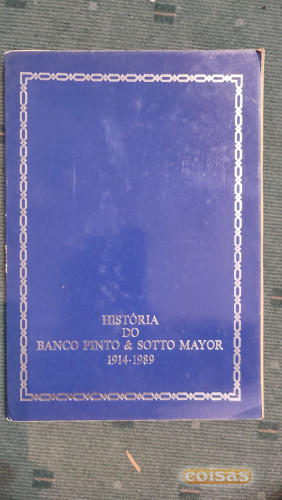 HISTÓRIA
DO
BANCO PINTO & SOTTO MAYOR
1914-1989
coisas